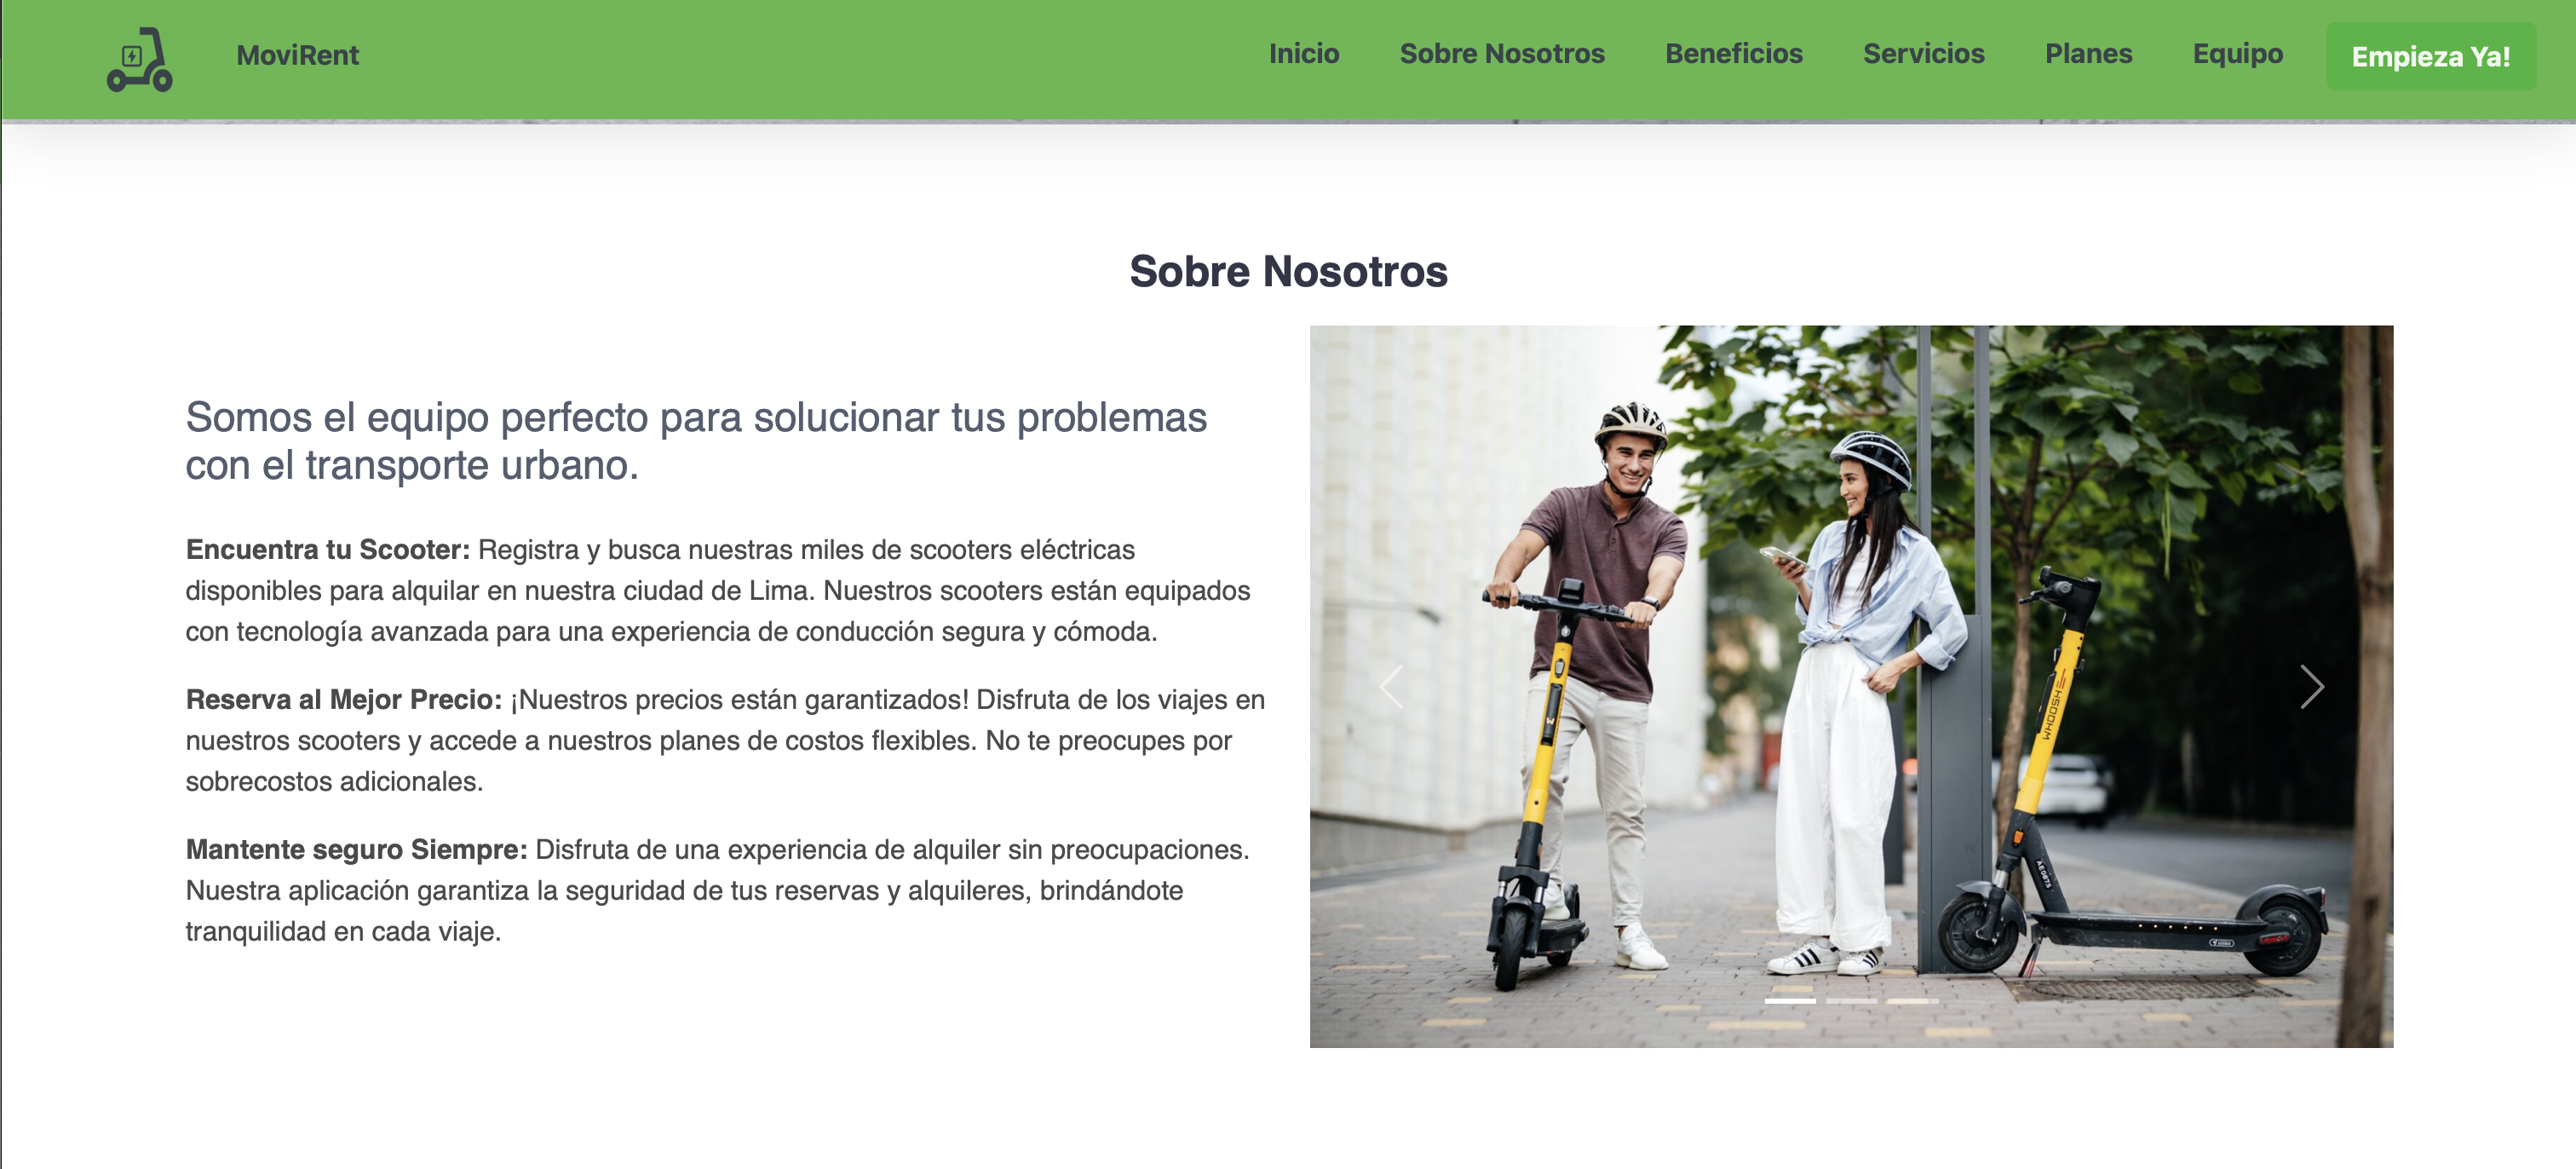 MoviRent
Inicio
Sobre Nosotros
Beneficios
Servicios
Planes
Equipo
Empieza Ya!
Sobre Nosotros
Somos el equipo perfecto para solucionar tus problemas
con el transporte urbano.
Encuentra tu Scooter: Registra y busca nuestras miles de scooters eléctricas
disponibles para alquilar en nuestra ciudad de Lima. Nuestros scooters están equipados
con tecnología avanzada para una experiencia de conducción segura y cómoda.
Reserva al Mejor Precio: ¡Nuestros precios están garantizados! Disfruta de los viajes en
nuestros scooters y accede a nuestros planes de costos flexibles. No te preocupes por
sobrecostos adicionales.
Mantente seguro Siempre: Disfruta de una experiencia de alquiler sin preocupaciones.
Nuestra aplicación garantiza la seguridad de tus reservas y alquileres, brindándote
tranquilidad en cada viaje.
WHOOSH